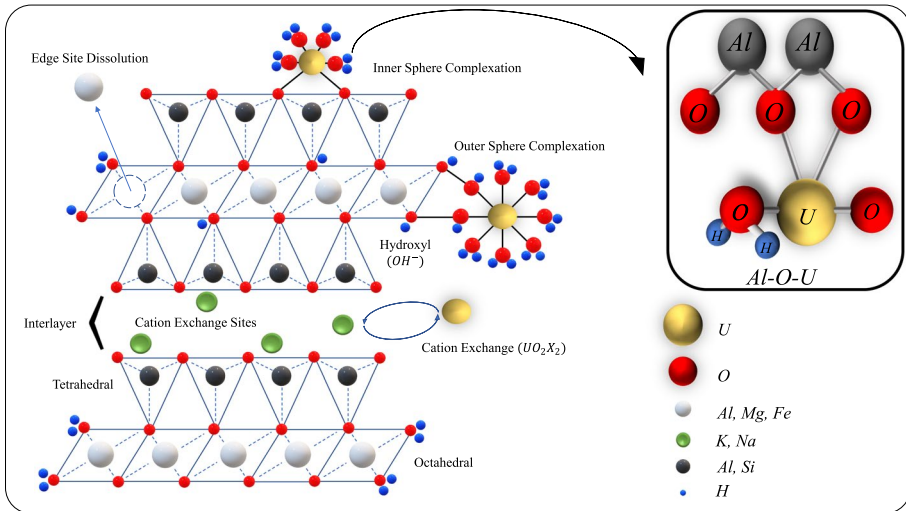 Edge Site Dissolution
Inner Sphere Complexation
Outer Sphere Complexation
Hydroxyl
(OH⁻)
Interlayer
Cation Exchange Sites
Cation Exchange (UO₂X₂)
Tetrahedral
Octahedral
Al Al
O O O
O U O
H H
Al-O-U
U
O
Al, Mg, Fe
K, Na
Al, Si
H